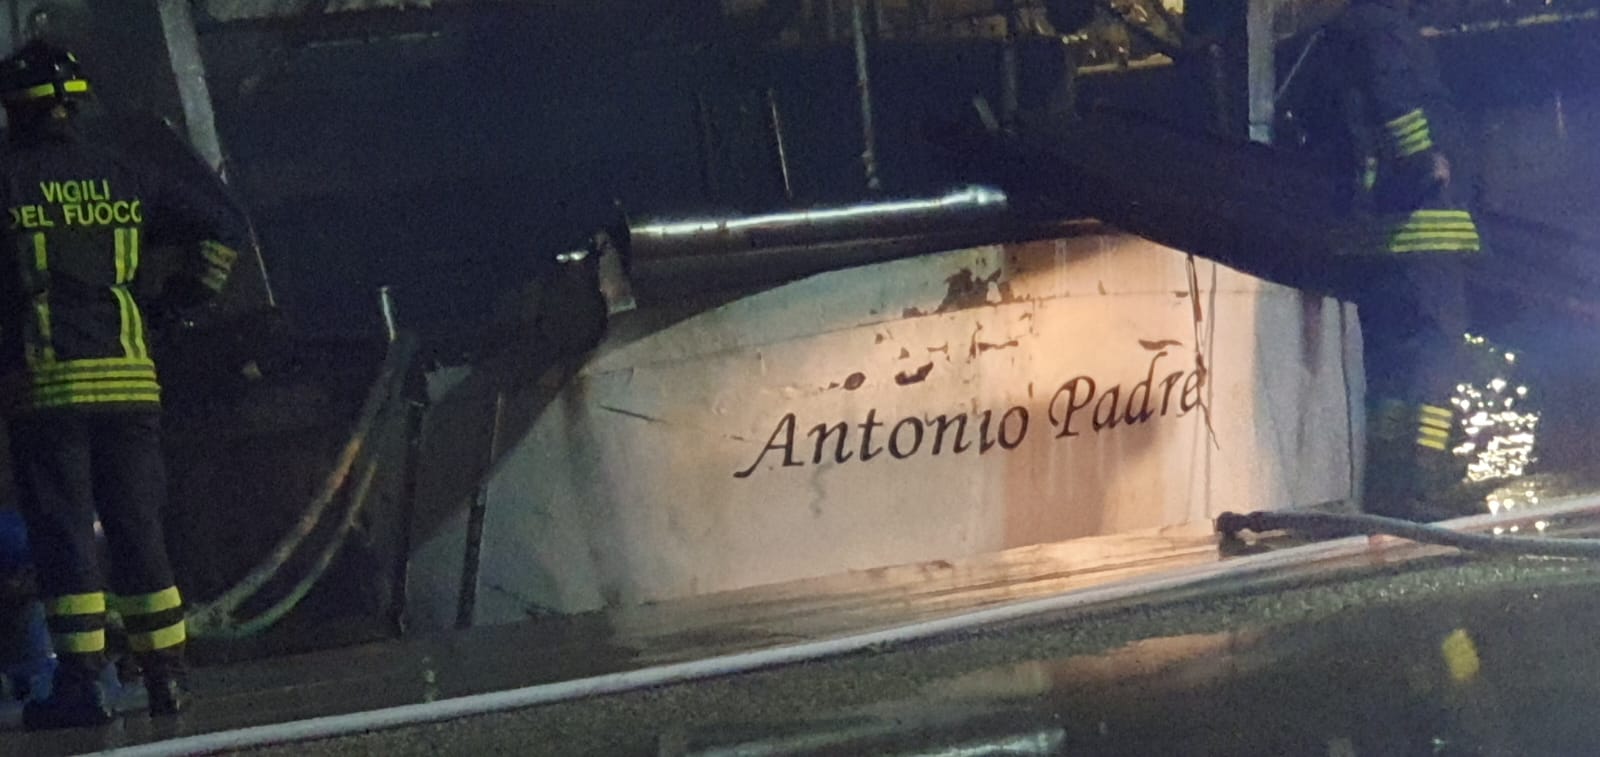 VIGILI
DEL FUOCO
Antonio Padre